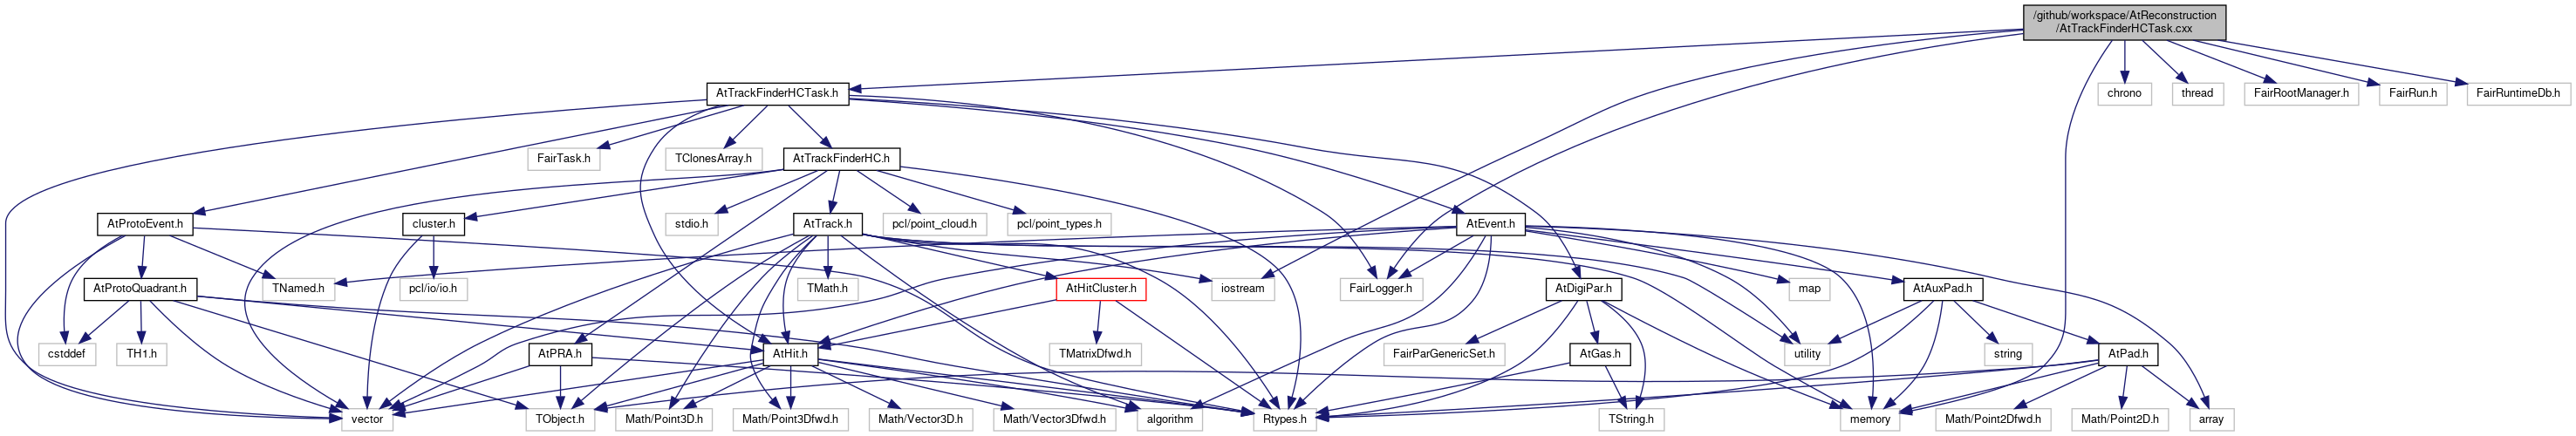 /github/workspace/AtReconstruction
/AtTrackFinderHCTask.cxx
AtTrackFinderHCTask.h
chrono
thread
FairRootManager.h
FairRun.h
FairRuntimeDb.h
FairTask.h
TClonesArray.h
AtTrackFinderHC.h
AtProtoEvent.h
cluster.h
stdio.h
AtTrack.h
pcl/point_cloud.h
pcl/point_types.h
AtEvent.h
AtProtoQuadrant.h
TNamed.h
pcl/io/io.h
TMath.h
AtHitCluster.h
iostream
FairLogger.h
AtDigiPar.h
map
AtAuxPad.h
cstddef
TH1.h
AtPRA.h
AtHit.h
TMatrixDfwd.h
FairParGenericSet.h
AtGas.h
utility
string
AtPad.h
vector
TObject.h
Math/Point3D.h
Math/Point3Dfwd.h
Math/Vector3D.h
Math/Vector3Dfwd.h
algorithm
Rtypes.h
TString.h
memory
Math/Point2Dfwd.h
Math/Point2D.h
array